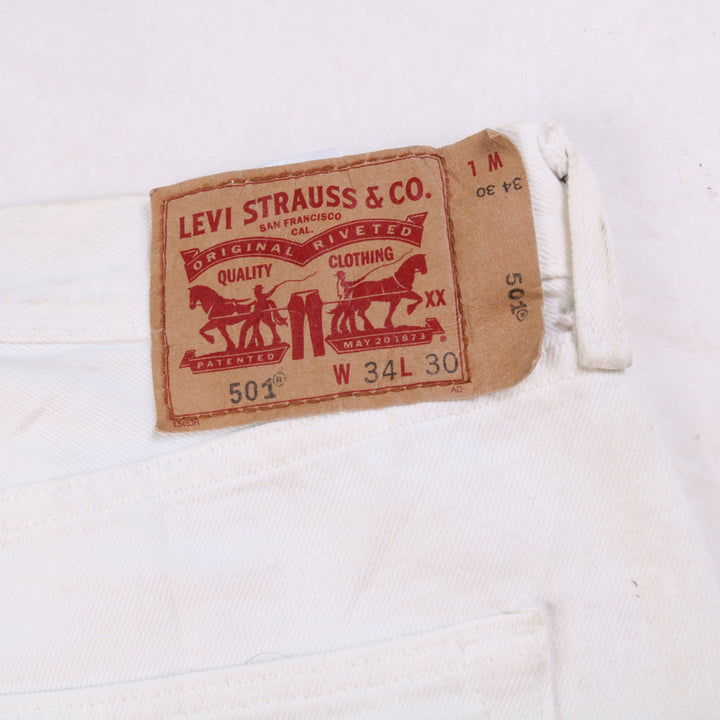 LEVI STRAUSS & CO.
SAN FRANCISCO
CAL.
ORIGINAL RIVETED
QUALITY CLOTHING
XX
PATENTED MAY 20 1873 ®
501® W 34 L 30
L5453H
W L
34 30
501®